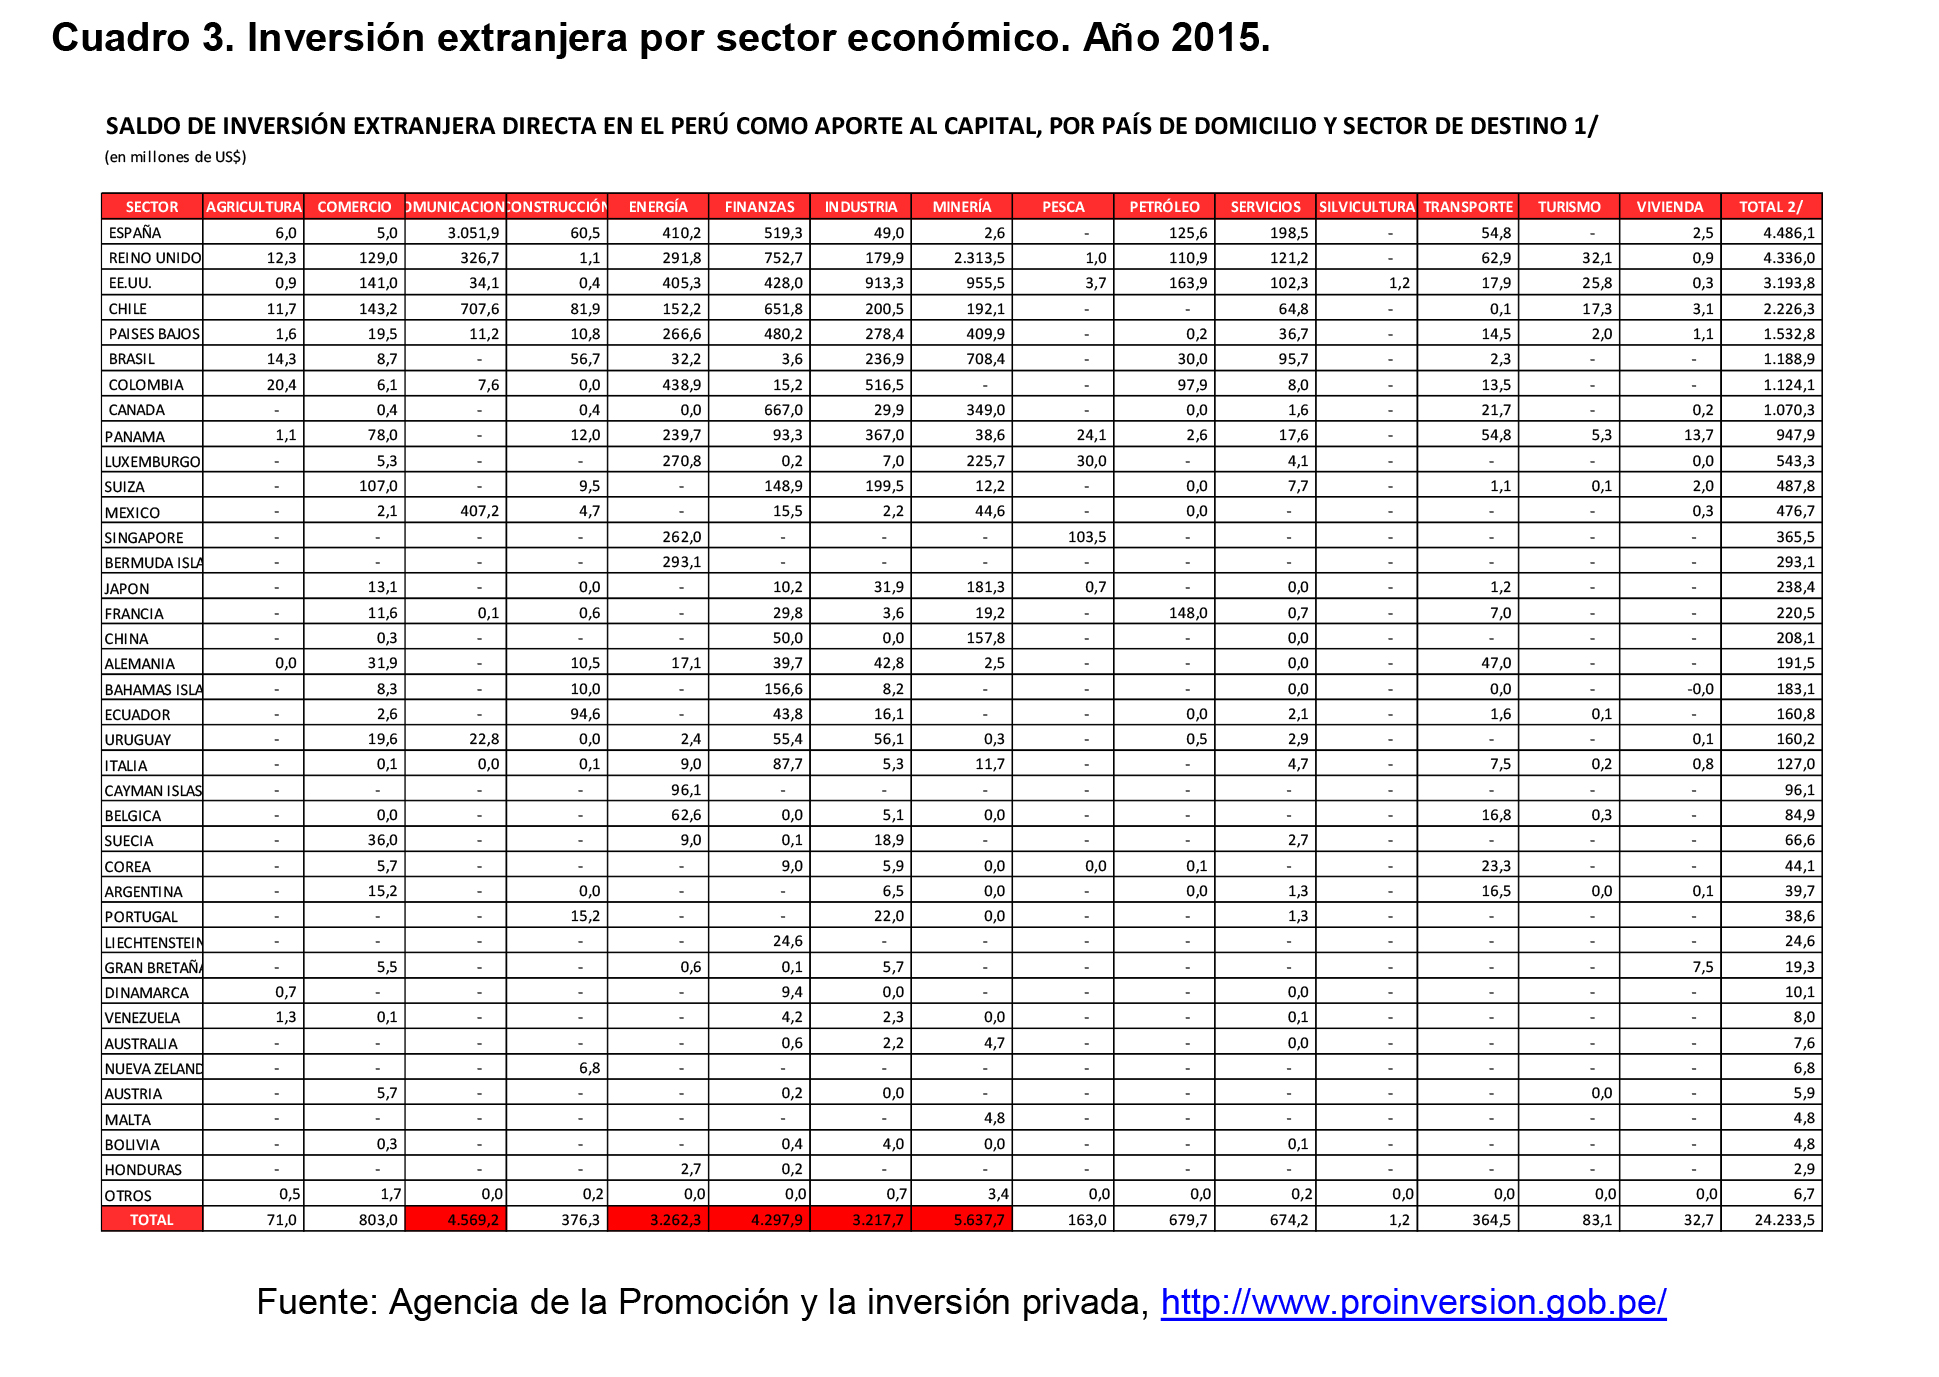 Cuadro 3. Inversión extranjera por sector económico. Año 2015.
SALDO DE INVERSIÓN EXTRANJERA DIRECTA EN EL PERÚ COMO APORTE AL CAPITAL, POR PAÍS DE DOMICILIO Y SECTOR DE DESTINO 1/
(en millones de US$)
SECTOR AGRICULTURA COMERCIO OMUNICACION CONSTRUCCIÓN ENERGÍA FINANZAS INDUSTRIA MINERÍA PESCA PETRÓLEO SERVICIOS SILVICULTURA TRANSPORTE TURISMO VIVIENDA TOTAL 2/
ESPAÑA 6,0 5,0 3.051,9 60,5 410,2 519,3 49,0 2,6 - 125,6 198,5 - 54,8 - 2,5 4.486,1
REINO UNIDO 12,3 129,0 326,7 1,1 291,8 752,7 179,9 2.313,5 1,0 110,9 121,2 - 62,9 32,1 0,9 4.336,0
EE.UU. 0,9 141,0 34,1 0,4 405,3 428,0 913,3 955,5 3,7 163,9 102,3 1,2 17,9 25,8 0,3 3.193,8
CHILE 11,7 143,2 707,6 81,9 152,2 651,8 200,5 192,1 - - 64,8 - 0,1 17,3 3,1 2.226,3
PAISES BAJOS 1,6 19,5 11,2 10,8 266,6 480,2 278,4 409,9 - 0,2 36,7 - 14,5 2,0 1,1 1.532,8
BRASIL 14,3 8,7 - 56,7 32,2 3,6 236,9 708,4 - 30,0 95,7 - 2,3 - - 1.188,9
COLOMBIA 20,4 6,1 7,6 0,0 438,9 15,2 516,5 - - 97,9 8,0 - 13,5 - - 1.124,1
CANADA - 0,4 - 0,4 0,0 667,0 29,9 349,0 - 0,0 1,6 - 21,7 - 0,2 1.070,3
PANAMA 1,1 78,0 - 12,0 239,7 93,3 367,0 38,6 24,1 2,6 17,6 - 54,8 5,3 13,7 947,9
LUXEMBURGO - 5,3 - - 270,8 0,2 7,0 225,7 30,0 - 4,1 - - - 0,0 543,3
SUIZA - 107,0 - 9,5 - 148,9 199,5 12,2 - 0,0 7,7 - 1,1 0,1 2,0 487,8
MEXICO - 2,1 407,2 4,7 - 15,5 2,2 44,6 - 0,0 - - - - 0,3 476,7
SINGAPORE - - - - 262,0 - - - 103,5 - - - - - - 365,5
BERMUDA ISLA - - - - 293,1 - - - - - - - - - - 293,1
JAPON - 13,1 - 0,0 - 10,2 31,9 181,3 0,7 - 0,0 - 1,2 - - 238,4
FRANCIA - 11,6 0,1 0,6 - 29,8 3,6 19,2 - 148,0 0,7 - 7,0 - - 220,5
CHINA - 0,3 - - - 50,0 0,0 157,8 - - 0,0 - - - - 208,1
ALEMANIA 0,0 31,9 - 10,5 17,1 39,7 42,8 2,5 - - 0,0 - 47,0 - - 191,5
BAHAMAS ISLA - 8,3 - 10,0 - 156,6 8,2 - - - 0,0 - 0,0 - -0,0 183,1
ECUADOR - 2,6 - 94,6 - 43,8 16,1 - - 0,0 2,1 - 1,6 0,1 - 160,8
URUGUAY - 19,6 22,8 0,0 2,4 55,4 56,1 0,3 - 0,5 2,9 - - - 0,1 160,2
ITALIA - 0,1 0,0 0,1 9,0 87,7 5,3 11,7 - - 4,7 - 7,5 0,2 0,8 127,0
CAYMAN ISLAS - - - - 96,1 - - - - - - - - - - 96,1
BELGICA - 0,0 - - 62,6 0,0 5,1 0,0 - - - - 16,8 0,3 - 84,9
SUECIA - 36,0 - - 9,0 0,1 18,9 - - - 2,7 - - - - 66,6
COREA - 5,7 - - - 9,0 5,9 0,0 0,0 0,1 - - 23,3 - - 44,1
ARGENTINA - 15,2 - 0,0 - - 6,5 0,0 - 0,0 1,3 - 16,5 0,0 0,1 39,7
PORTUGAL - - - 15,2 - - 22,0 0,0 - - 1,3 - - - - 38,6
LIECHTENSTEIN - - - - - 24,6 - - - - - - - - - 24,6
GRAN BRETAÑA - 5,5 - - 0,6 0,1 5,7 - - - - - - - 7,5 19,3
DINAMARCA 0,7 - - - - 9,4 0,0 - - - 0,0 - - - - 10,1
VENEZUELA 1,3 0,1 - - - 4,2 2,3 0,0 - - 0,1 - - - - 8,0
AUSTRALIA - - - - - 0,6 2,2 4,7 - - 0,0 - - - - 7,6
NUEVA ZELAND - - - 6,8 - - - - - - - - - - - 6,8
AUSTRIA - 5,7 - - - 0,2 0,0 - - - - - - 0,0 - 5,9
MALTA - - - - - - - 4,8 - - - - - - - 4,8
BOLIVIA - 0,3 - - - 0,4 4,0 0,0 - - 0,1 - - - - 4,8
HONDURAS - - - - 2,7 0,2 - - - - - - - - - 2,9
OTROS 0,5 1,7 0,0 0,2 0,0 0,0 0,7 3,4 0,0 0,0 0,2 0,0 0,0 0,0 0,0 6,7
TOTAL 71,0 803,0 4.569,2 376,3 3.262,3 4.297,9 3.217,7 5.637,7 163,0 679,7 674,2 1,2 364,5 83,1 32,7 24.233,5
Fuente: Agencia de la Promoción y la inversión privada, http://www.proinversion.gob.pe/